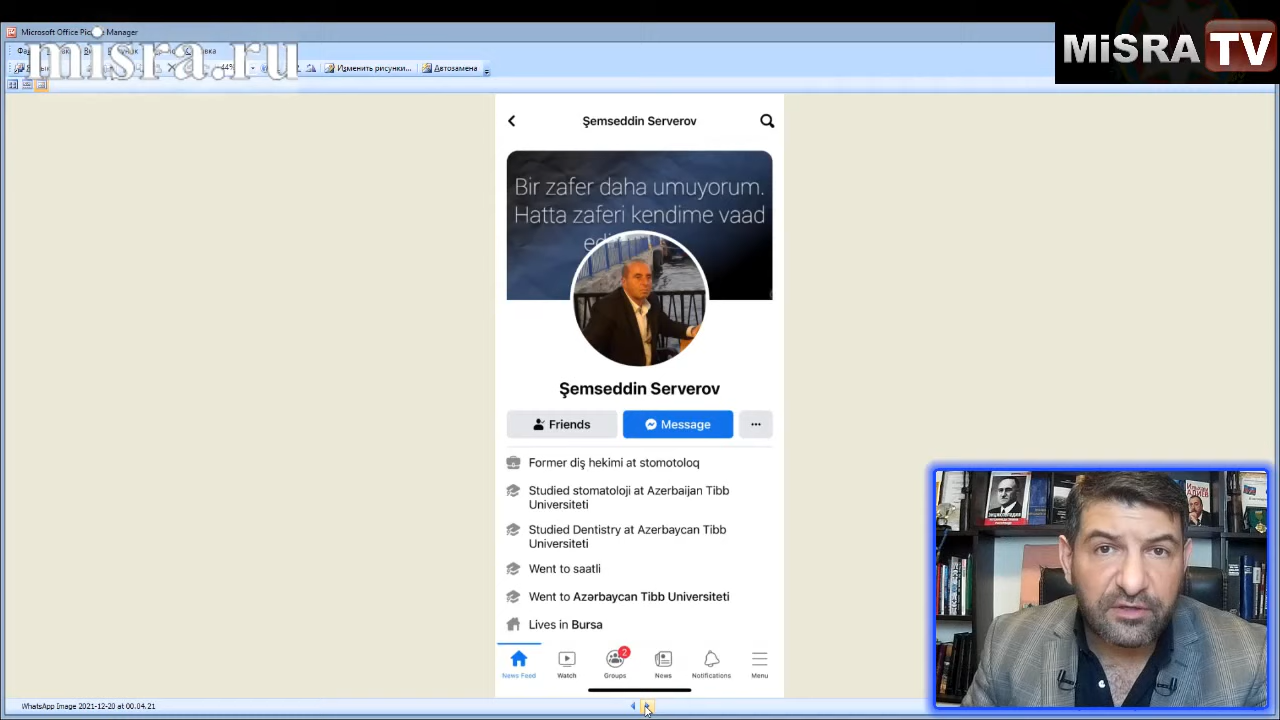 Microsoft Office Pic Manager
misra.ru
MiSRA TV
Изменить рисунки...
Автозамена
Şemseddin Serverov
Bir zafer daha umuyorum.
Hatta zaferi kendime vaad
Şemseddin Serverov
Friends
Message
Former diş hekimi at stomotoloq
Studied stomatoloji at Azerbaijan Tibb
Universiteti
Studied Dentistry at Azerbaycan Tibb
Universiteti
Went to saatli
Went to Azərbaycan Tibb Universiteti
Lives in Bursa
2
News Feed
Watch
Groups
News
Notifications
Menu
WhatsApp Image 2021-12-20 at 00.04.21